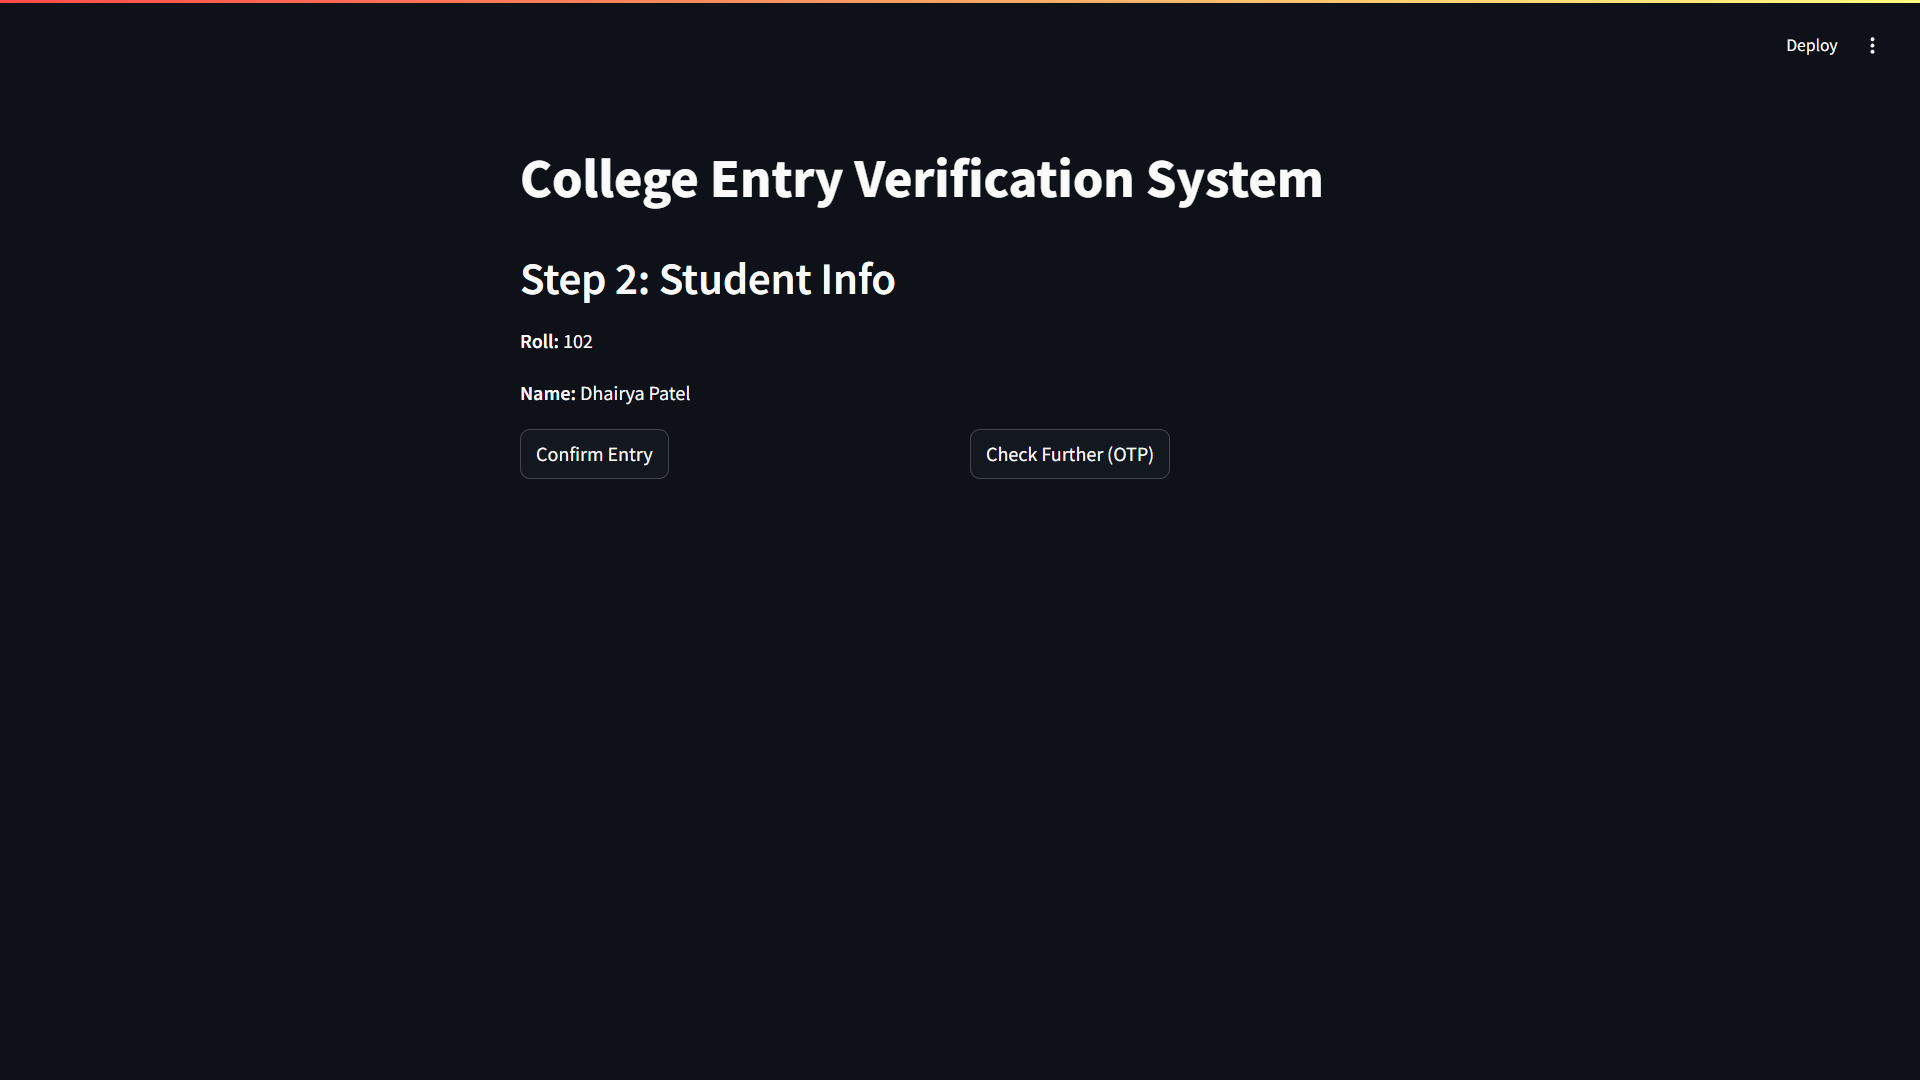 Deploy
College Entry Verification System
Step 2: Student Info
Roll: 102
Name: Dhairya Patel
Confirm Entry
Check Further (OTP)